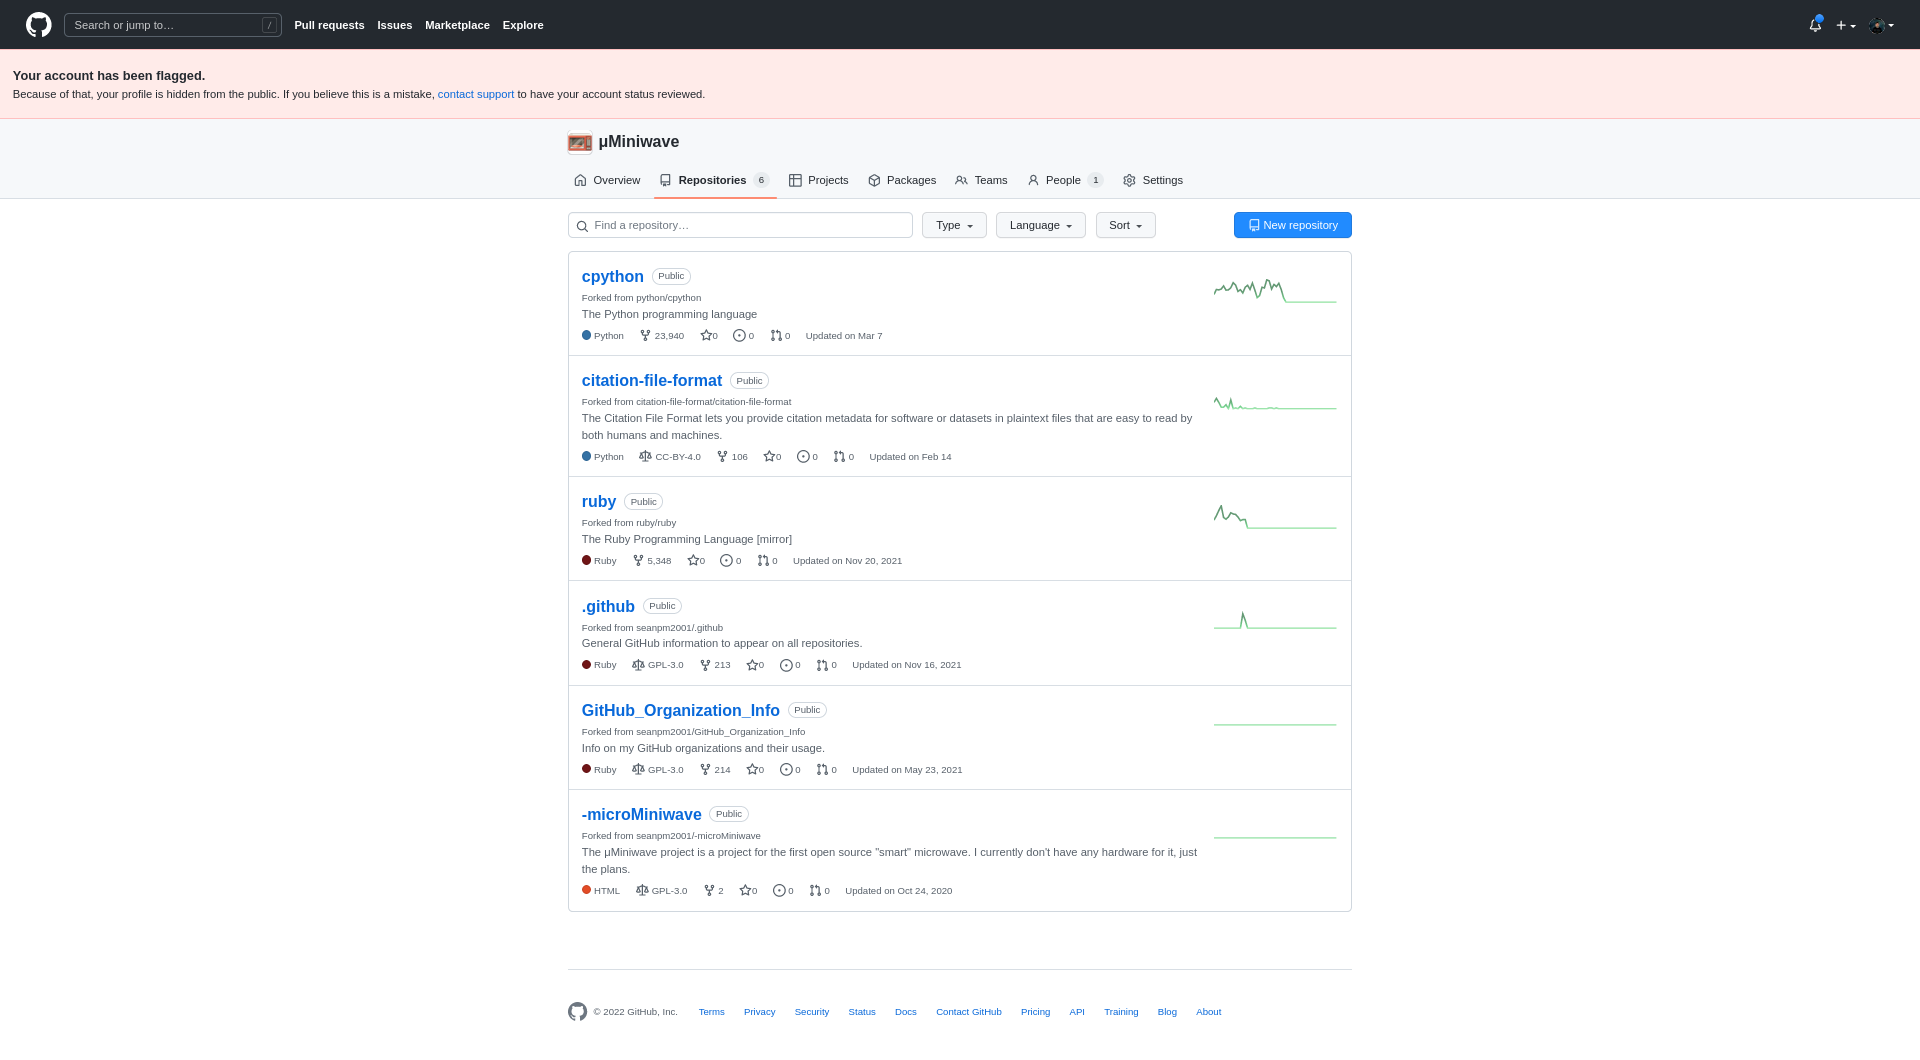 Search or jump to… /
Pull requests Issues Marketplace Explore
Your account has been flagged.
Because of that, your profile is hidden from the public. If you believe this is a mistake, contact support to have your account status reviewed.
μMiniwave
Overview Repositories 6 Projects Packages Teams People 1 Settings
Find a repository… Type Language Sort New repository
cpython Public
Forked from python/cpython
The Python programming language
Python 23,940 0 0 0 Updated on Mar 7
citation-file-format Public
Forked from citation-file-format/citation-file-format
The Citation File Format lets you provide citation metadata for software or datasets in plaintext files that are easy to read by
both humans and machines.
Python CC-BY-4.0 106 0 0 0 Updated on Feb 14
ruby Public
Forked from ruby/ruby
The Ruby Programming Language [mirror]
Ruby 5,348 0 0 0 Updated on Nov 20, 2021
.github Public
Forked from seanpm2001/.github
General GitHub information to appear on all repositories.
Ruby GPL-3.0 213 0 0 0 Updated on Nov 16, 2021
GitHub_Organization_Info Public
Forked from seanpm2001/GitHub_Organization_Info
Info on my GitHub organizations and their usage.
Ruby GPL-3.0 214 0 0 0 Updated on May 23, 2021
-microMiniwave Public
Forked from seanpm2001/-microMiniwave
The μMiniwave project is a project for the first open source "smart" microwave. I currently don't have any hardware for it, just
the plans.
HTML GPL-3.0 2 0 0 0 Updated on Oct 24, 2020
© 2022 GitHub, Inc. Terms Privacy Security Status Docs Contact GitHub Pricing API Training Blog About